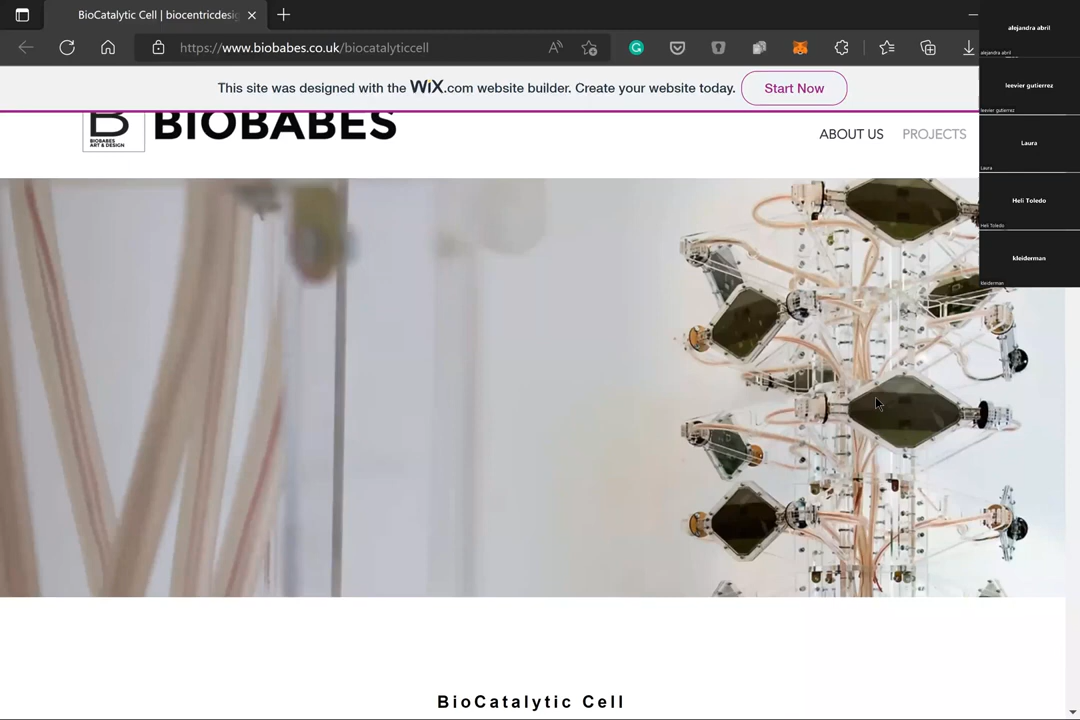 BioCatalytic Cell | biocentricdesig
https://www.biobabes.co.uk/biocatalyticcell
This site was designed with the WiX.com website builder. Create your website today. Start Now
B BIOBABES
BIOBABES
ART & DESIGN
ABOUT US PROJECTS
alejandra abril
alejandra abril
leevier gutierrez
leevier gutierrez
Laura
Laura
Heli Toledo
Heli Toledo
kleiderman
kleiderman
BioCatalytic Cell